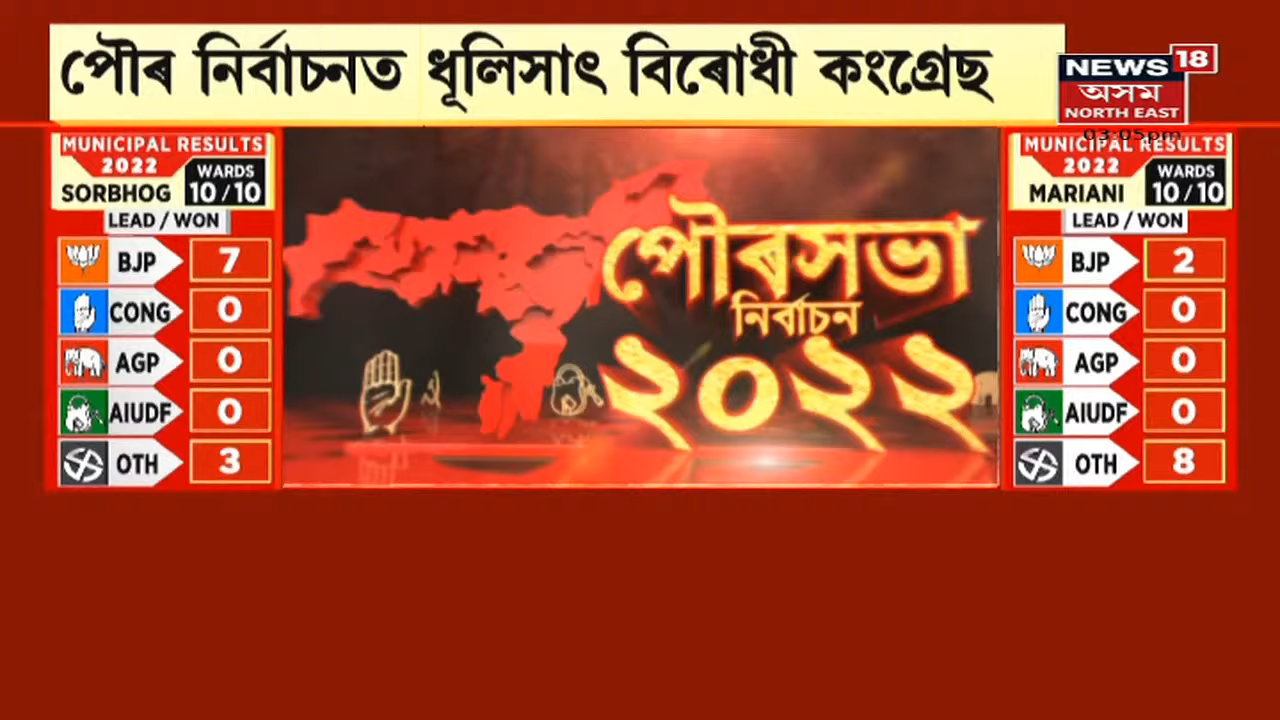 পৌৰ নিৰ্বাচনত ধূলিসাৎ বিৰোধী কংগ্ৰেছ
NEWS 18
অসম
NORTH EAST
03:05pm
MUNICIPAL RESULTS
2022
SORBHOG
WARDS
10/10
LEAD / WON
BJP 7
CONG 0
AGP 0
AIUDF 0
OTH 3
পৌৰসভা
নিৰ্বাচন
২০২২
MUNICIPAL RESULTS
2022
MARIANI
WARDS
10/10
LEAD / WON
BJP 2
CONG 0
AGP 0
AIUDF 0
OTH 8